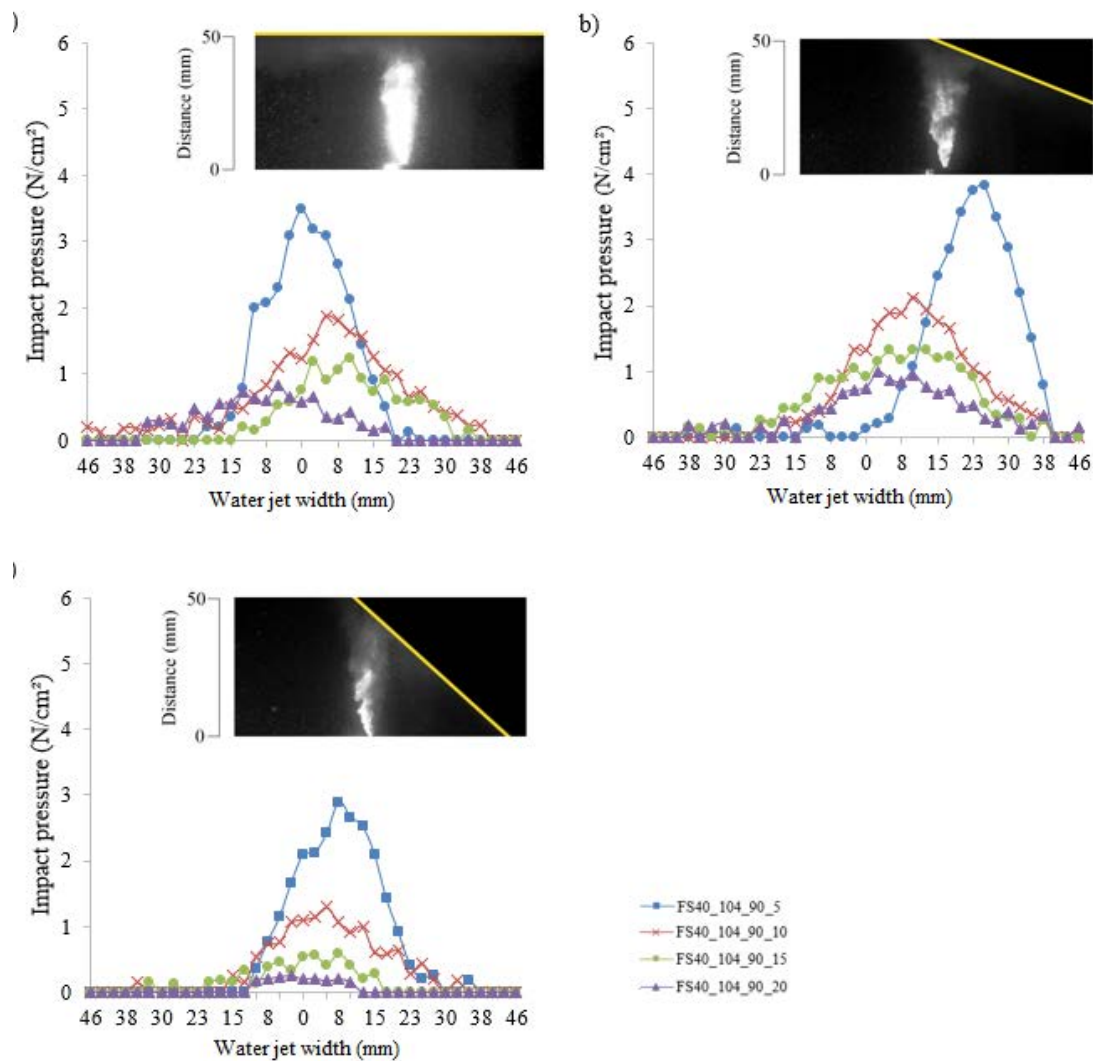 )
6
5
4
3
2
1
0
Impact pressure (N/cm²)
50
0
Distance (mm)
46 38 30 23 15 8 0 8 15 23 30 38 46
Water jet width (mm)
b)
6
5
4
3
2
1
0
Impact pressure (N/cm²)
50
0
Distance (mm)
46 38 30 23 15 8 0 8 15 23 30 38 46
Water jet width (mm)
)
6
5
4
3
2
1
0
Impact pressure (N/cm²)
50
0
Distance (mm)
46 38 30 23 15 8 0 8 15 23 30 38 46
Water jet width (mm)
FS40_104_90_5
FS40_104_90_10
FS40_104_90_15
FS40_104_90_20